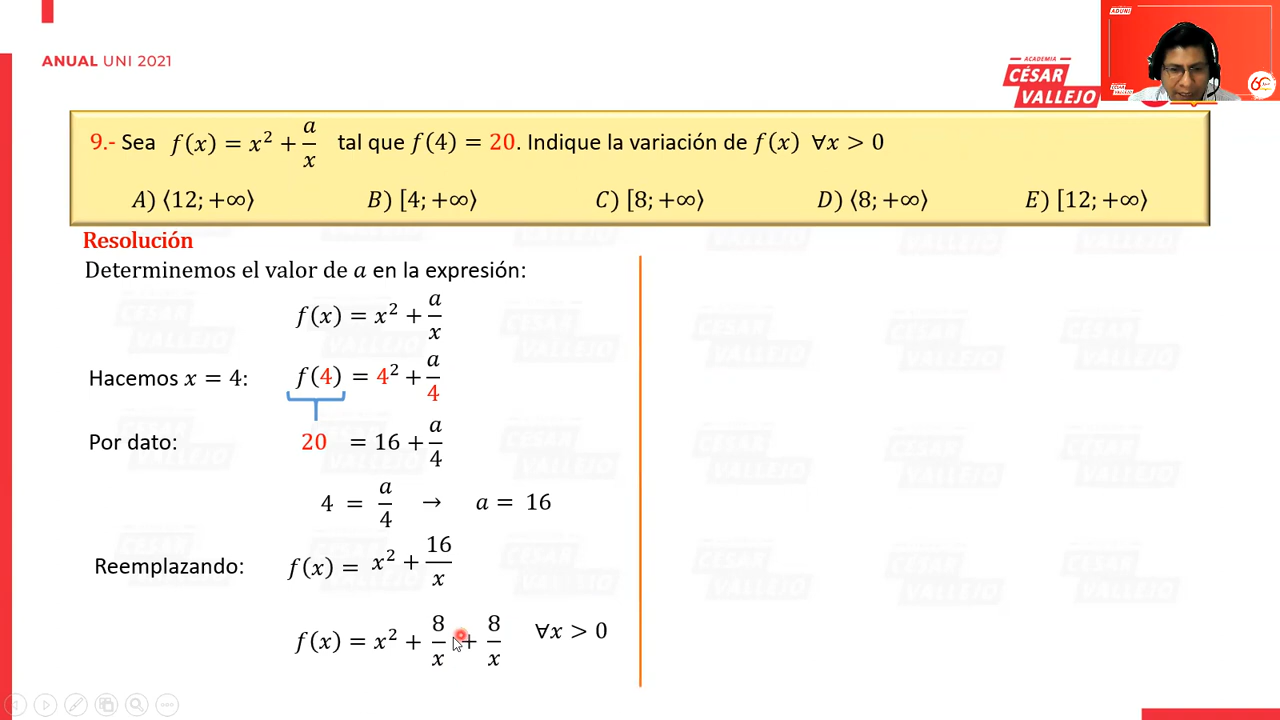 ANUAL UNI 2021
ACADEMIA
CÉSAR
VALLEJO
ADUNI
9.- Sea f(x) = x² + a/x tal que f(4) = 20. Indique la variación de f(x) ∀x > 0
A) ⟨12; +∞⟩ B) [4; +∞⟩ C) [8; +∞⟩ D) ⟨8; +∞⟩ E) [12; +∞⟩
Resolución
Determinemos el valor de a en la expresión:
f(x) = x² + a/x
Hacemos x = 4: f(4) = 4² + a/4
Por dato: 20 = 16 + a/4
4 = a/4 → a = 16
Reemplazando: f(x) = x² + 16/x
f(x) = x² + 8/x + 8/x ∀x > 0